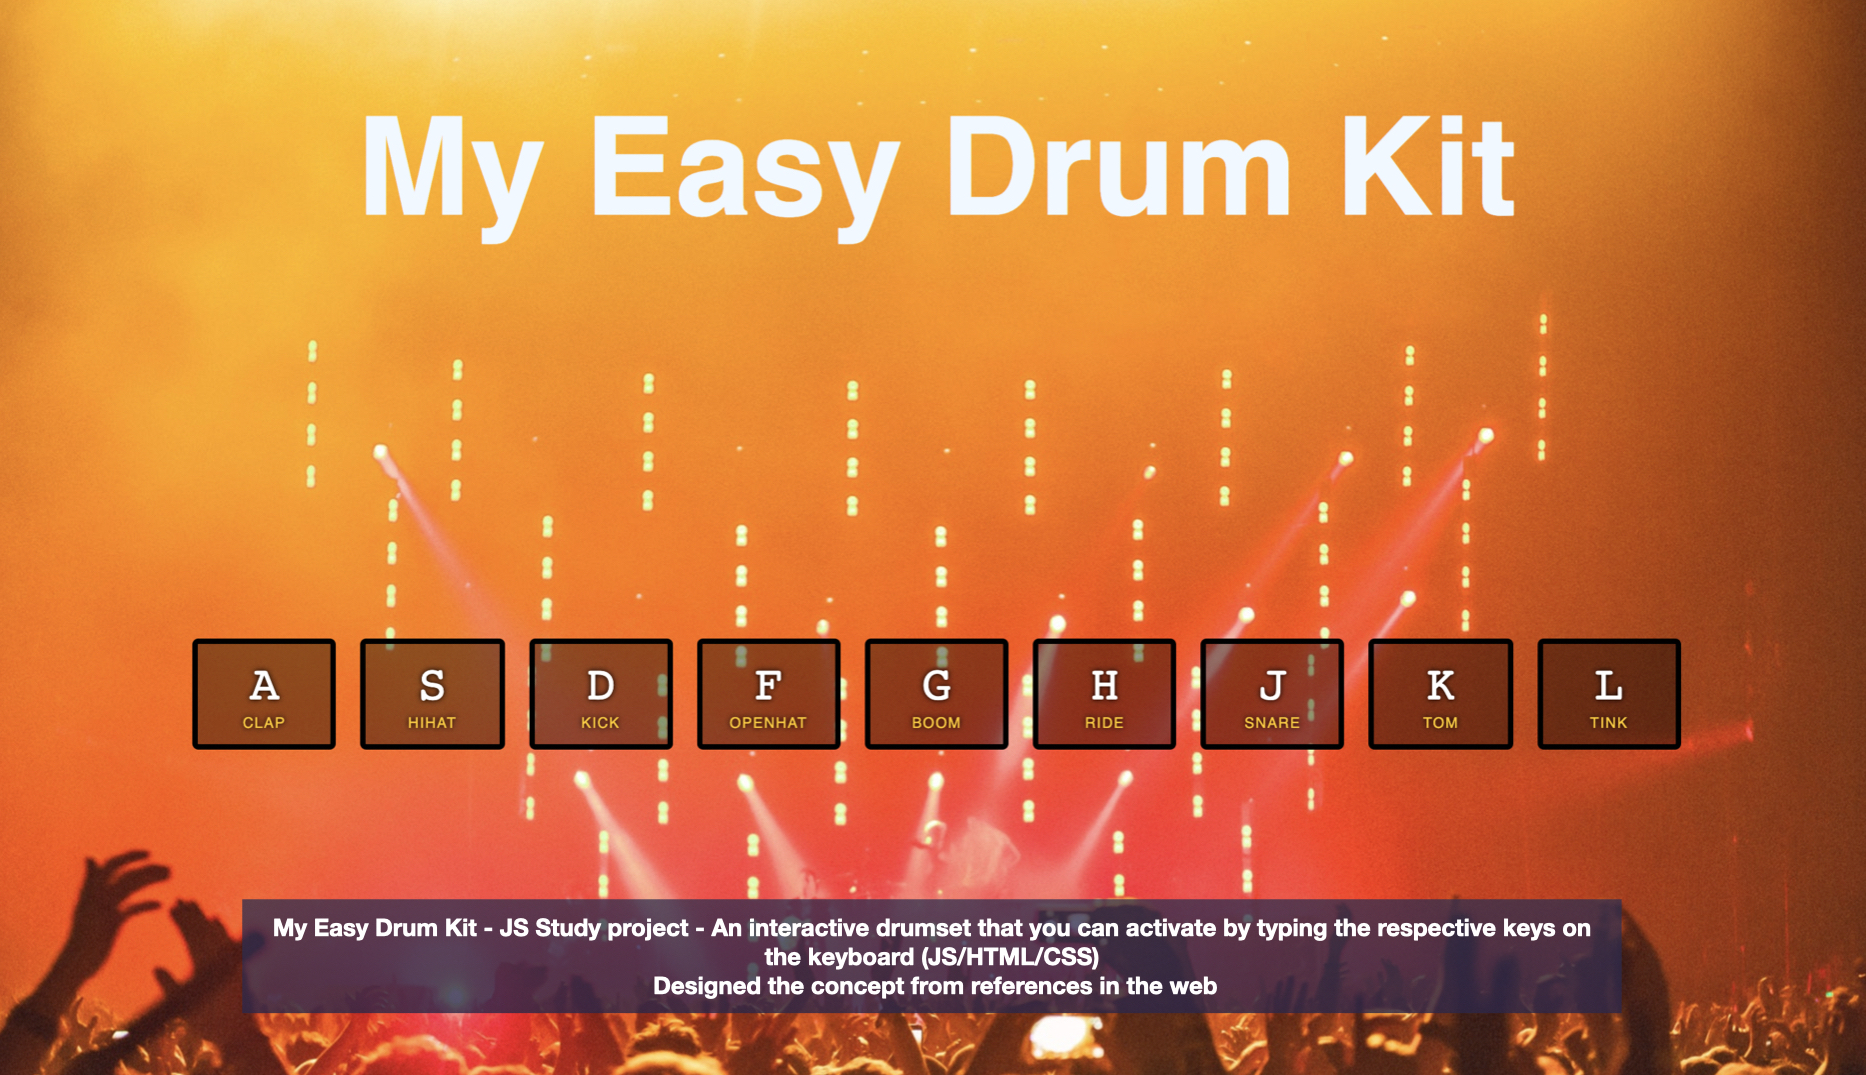 My Easy Drum Kit
A S D F G H J K L
CLAP HIHAT KICK OPENHAT BOOM RIDE SNARE TOM TINK
My Easy Drum Kit - JS Study project - An interactive drumset that you can activate by typing the respective keys on
the keyboard (JS/HTML/CSS)
Designed the concept from references in the web